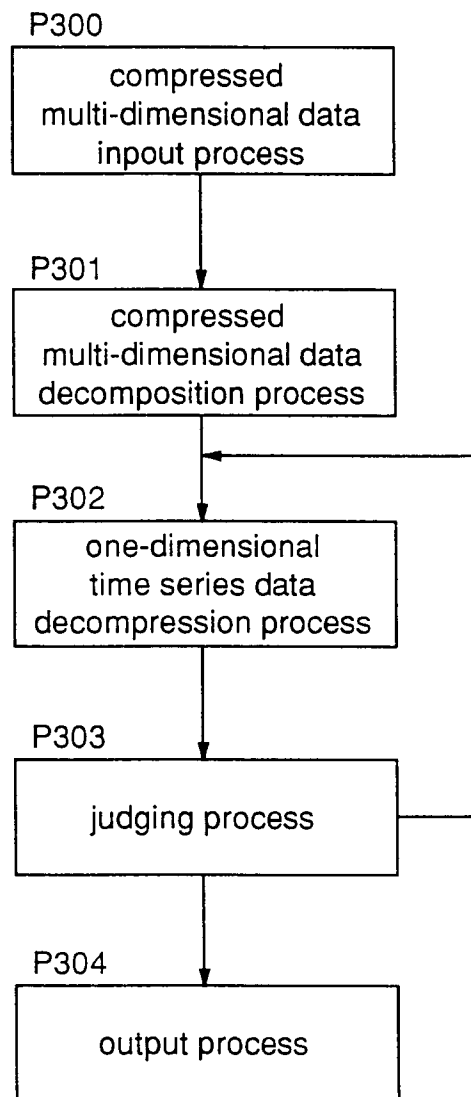 P300
compressed
multi-dimensional data
inpout process
P301
compressed
multi-dimensional data
decomposition process
P302
one-dimensional
time series data
decompression process
P303
judging process
P304
output process